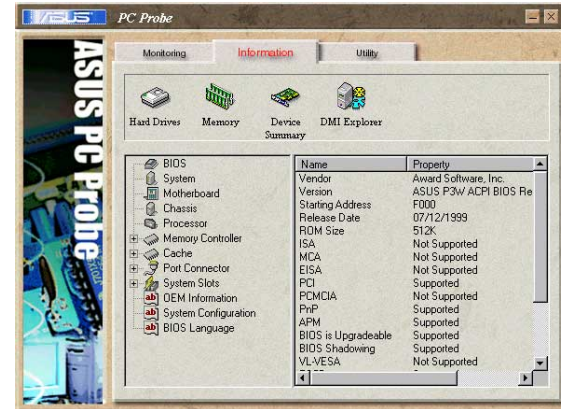 ASUS PC Probe
ASUS PC Probe
Monitoring Information Utility
Hard Drives Memory Device Summary DMI Explorer
BIOS
System
Motherboard
Chassis
Processor
Memory Controller
Cache
Port Connector
System Slots
OEM Information
System Configuration
BIOS Language
Name Property
Vendor Award Software, Inc.
Version ASUS P3W ACPI BIOS Re
Starting Address F000
Release Date 07/12/1999
ROM Size 512K
ISA Not Supported
MCA Not Supported
EISA Not Supported
PCI Supported
PCMCIA Not Supported
PnP Supported
APM Supported
BIOS is Upgradeable Supported
BIOS Shadowing Supported
VL-VESA Not Supported